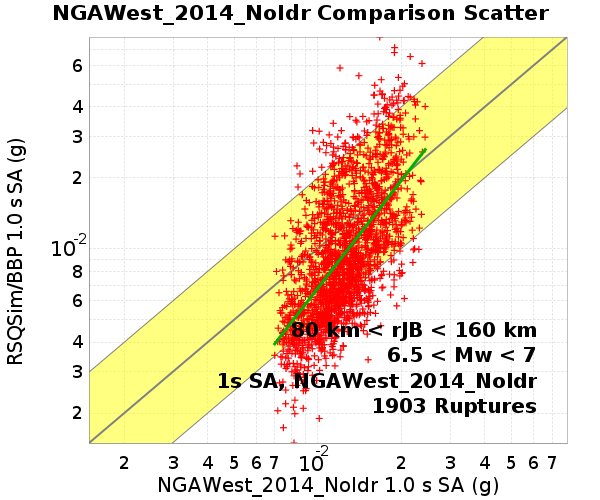 NGAWest_2014_NoIdr Comparison Scatter
RSQSim/BBP 1.0 s SA (g)
6
4
3
2
10-2
8
6
4
3
2
80 km < rJB < 160 km
6.5 < Mw < 7
1s SA, NGAWest_2014_NoIdr
1903 Ruptures
2 3 4 5 6 7 10-2 2 3 4 5 6 7
NGAWest_2014_NoIdr 1.0 s SA (g)